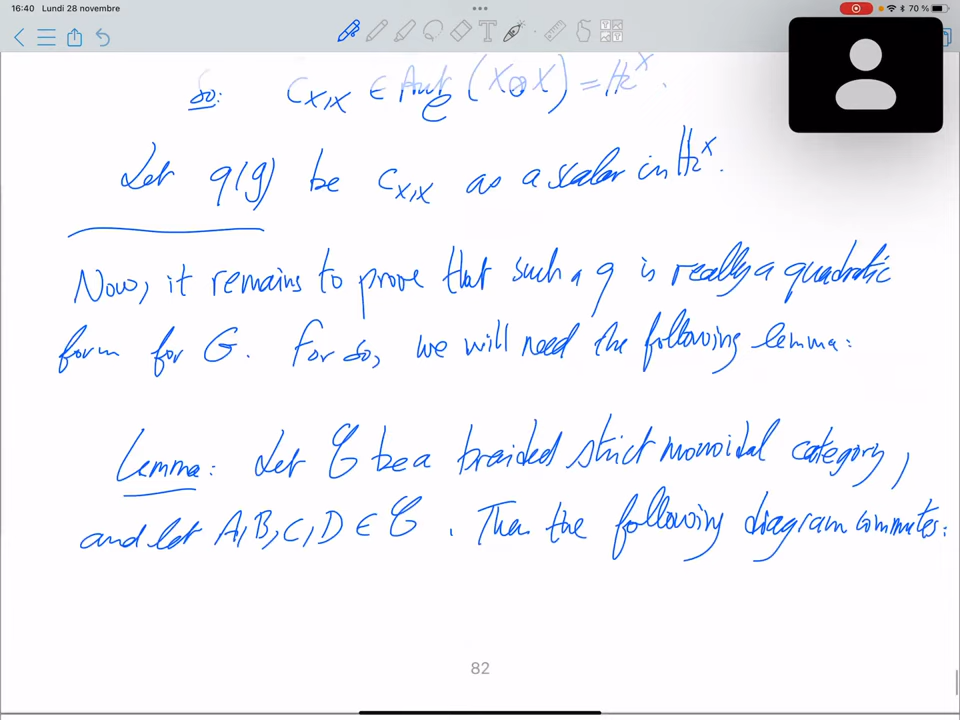 16:40 Lundi 28 novembre
70 %
so: C_{X,X} ∈ Aut_𝒞 (X⊗X) = k^×.
Let q(g) be C_{X,X} as a scalar in k^×.
Now, it remains to prove that such a q is really a quadratic
form for G. For so, we will need the following lemma:
Lemma: Let 𝒞 be a braided strict monoidal category,
and let A, B, C, D ∈ 𝒞. Then the following diagram commutes:
82